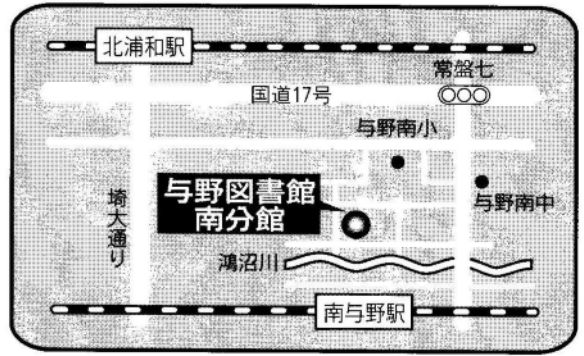 北浦和駅
常盤七
国道17号
与野南小
与野図書館
南分館
与野南中
埼大通り
鴻沼川
南与野駅